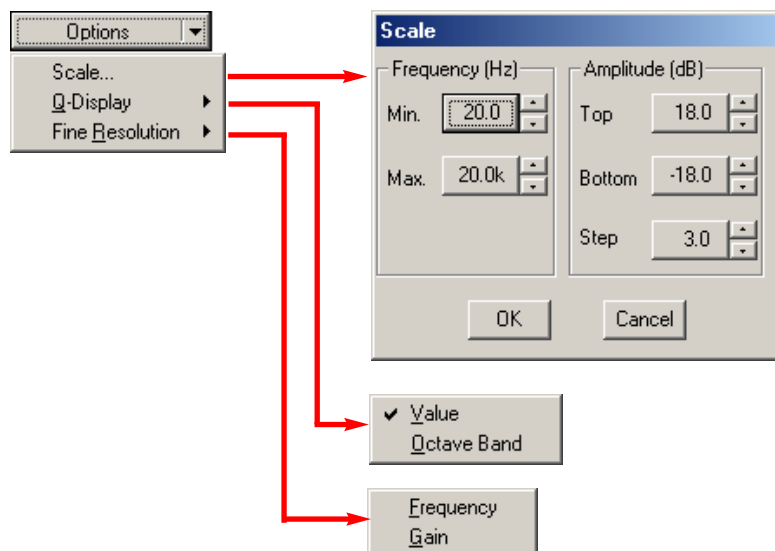 Options
Scale...
Q-Display
Fine Resolution
Scale
Frequency (Hz)
Min. 20.0
Max. 20.0k
Amplitude (dB)
Top 18.0
Bottom -18.0
Step 3.0
OK Cancel
Value
Octave Band
Frequency
Gain